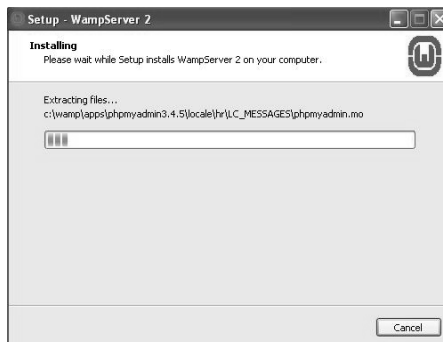 Setup - WampServer 2
Installing
Please wait while Setup installs WampServer 2 on your computer.
Extracting files...
c:\wamp\apps\phpmyadmin3.4.5\locale\hr\LC_MESSAGES\phpmyadmin.mo
Cancel